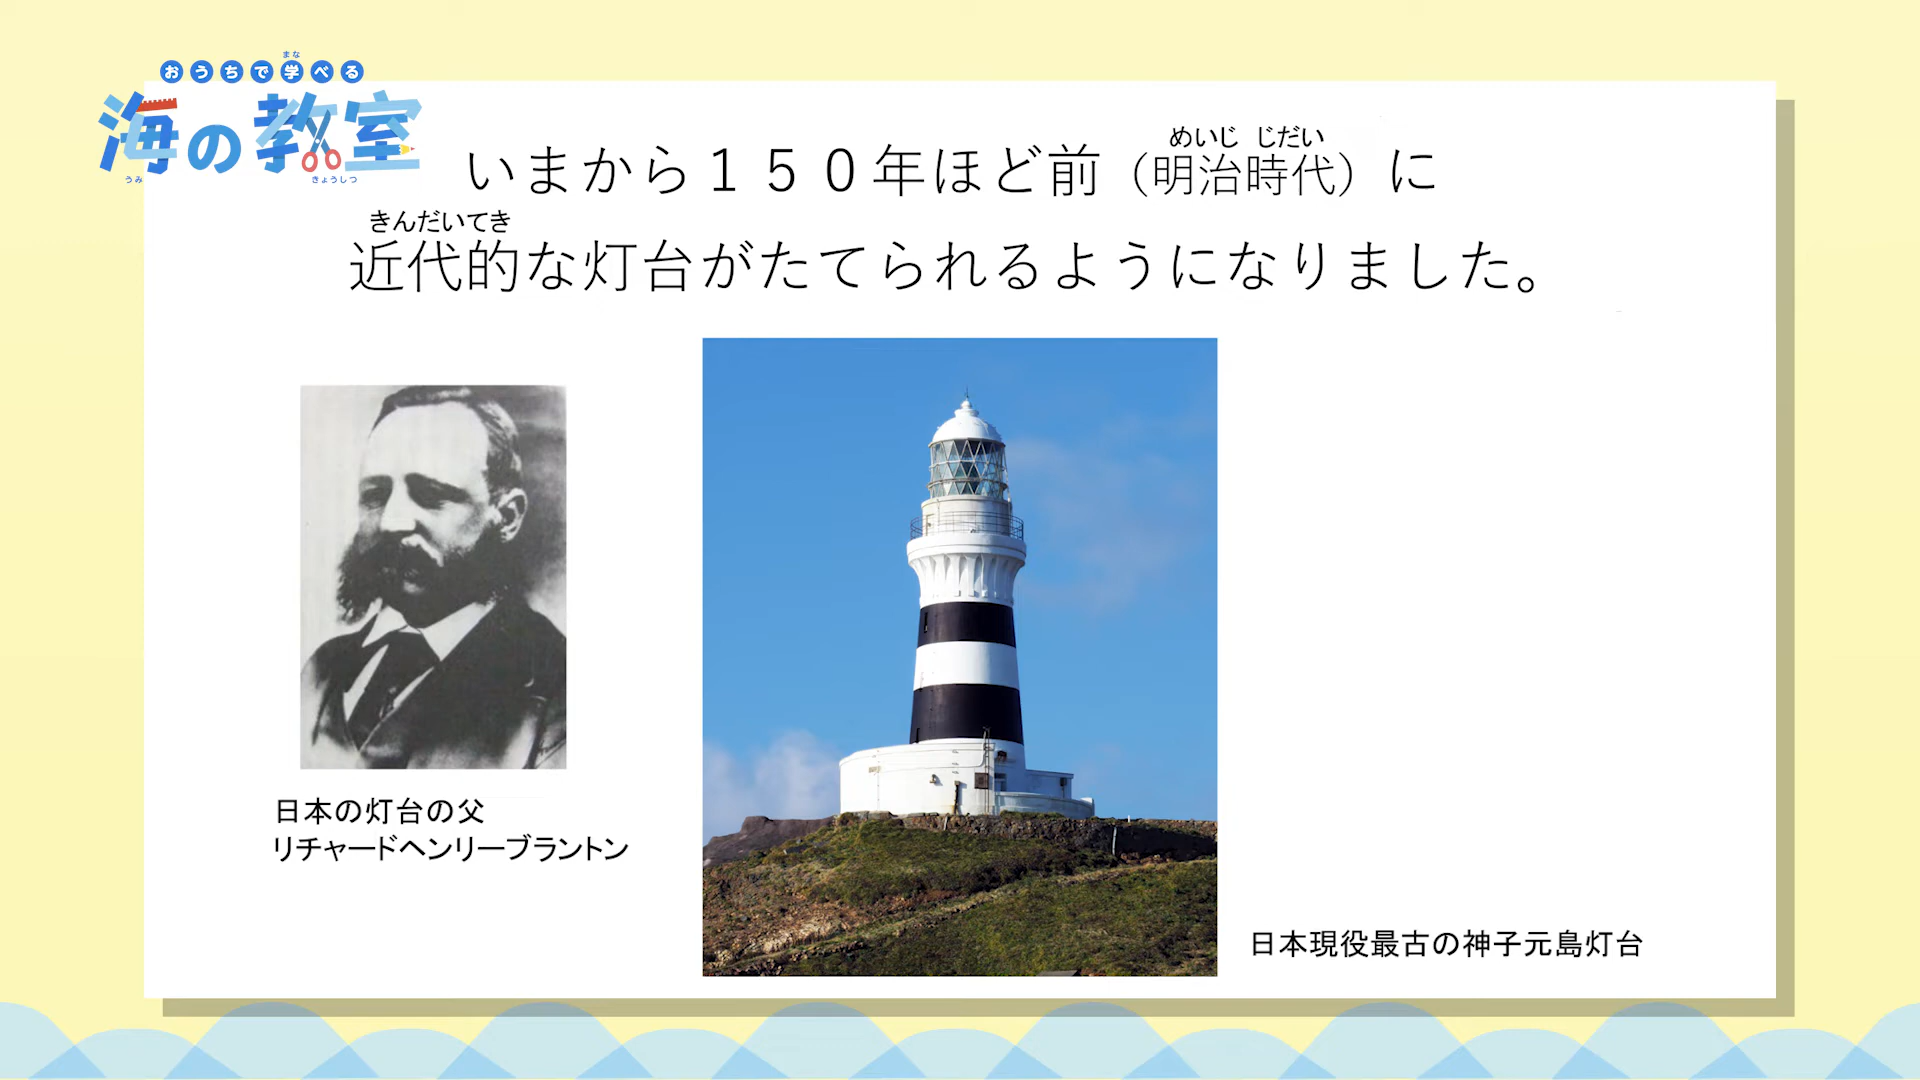 おうちで学べる
まな
海の教室
うみ きょうしつ
めいじ じだい
いまから１５０年ほど前（明治時代）に
きんだいてき
近代的な灯台がたてられるようになりました。
日本の灯台の父
リチャードヘンリーブラントン
日本現役最古の神子元島灯台